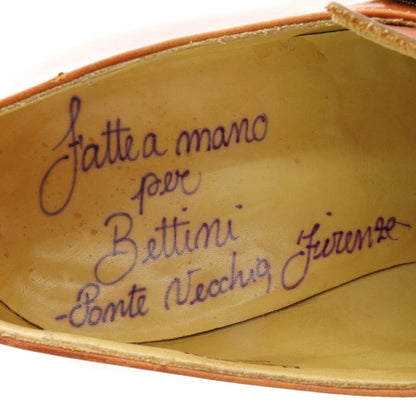 Fatte a mano
per
Bettini
-Ponte Vecchio, Firenze